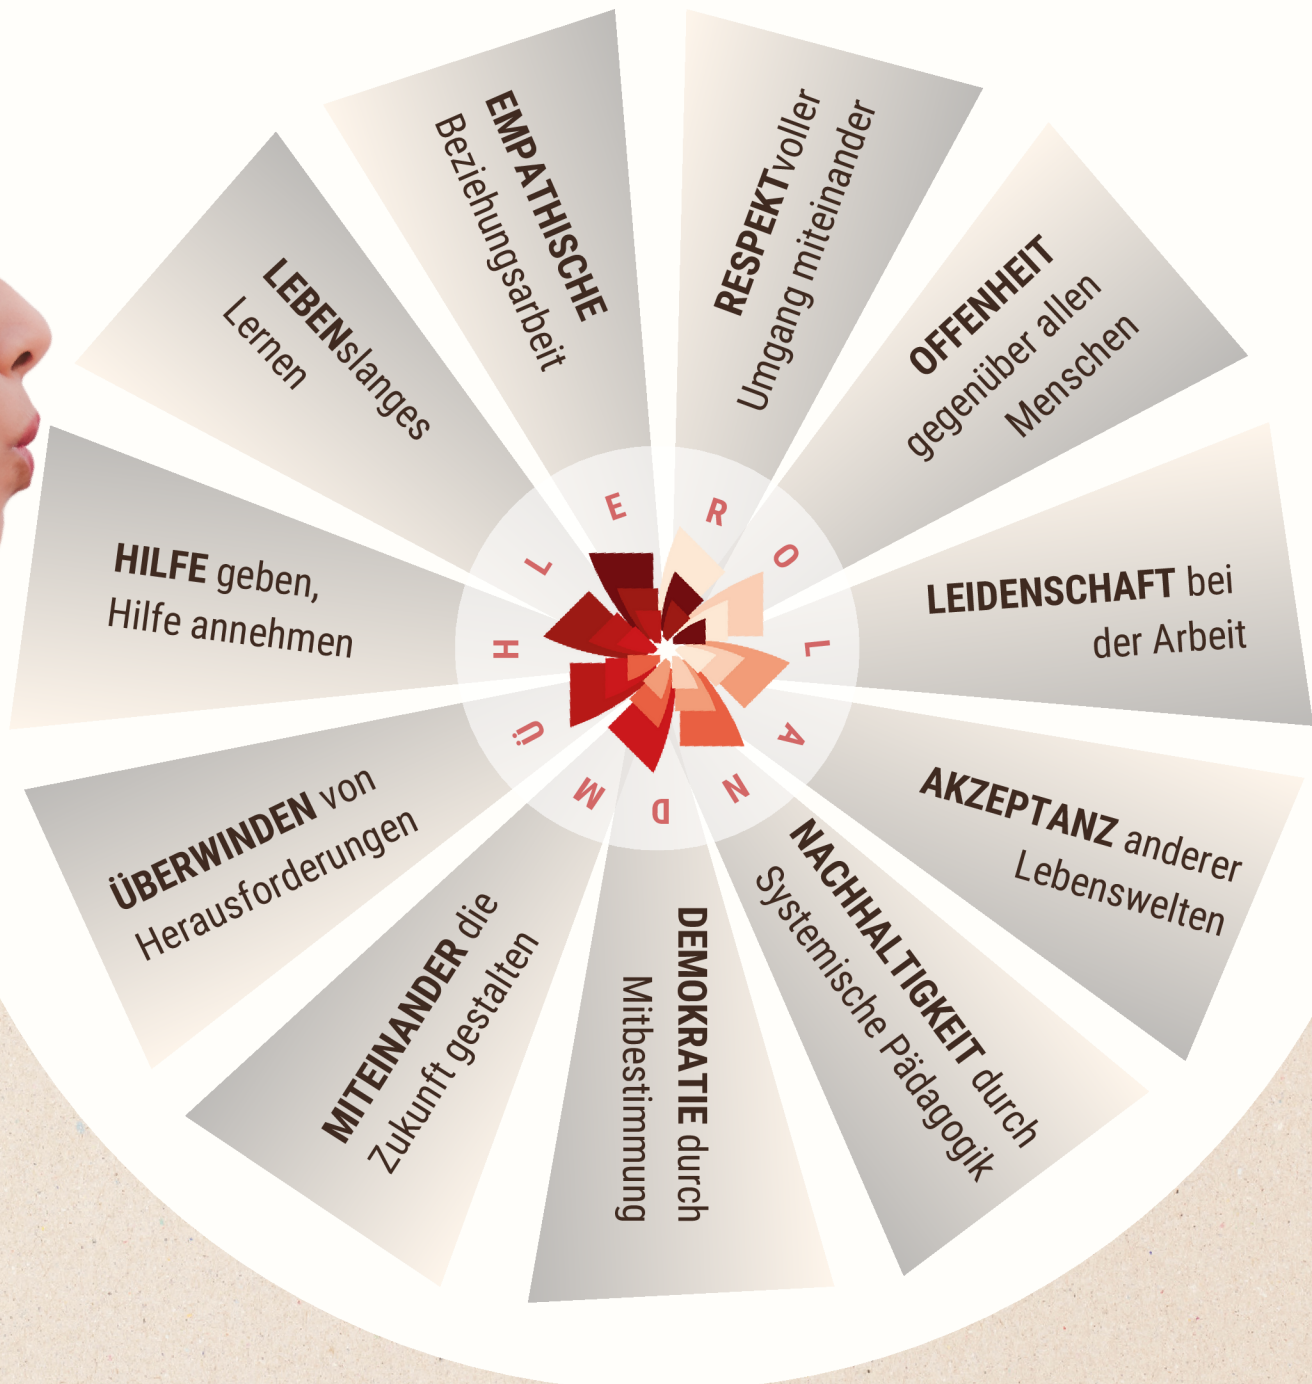 RESPEKTvoller
Umgang miteinander
OFFENHEIT
gegenüber allen
Menschen
LEIDENSCHAFT bei
der Arbeit
AKZEPTANZ anderer
Lebenswelten
NACHHALTIGKEIT durch
Systemische Pädagogik
DEMOKRATIE durch
Mitbestimmung
MITEINANDER die
Zukunft gestalten
ÜBERWINDEN von
Herausforderungen
HILFE geben,
Hilfe annehmen
LEBENslanges
Lernen
EMPATHISCHE
Beziehungsarbeit
R
O
L
A
N
D
M
Ü
H
L
E